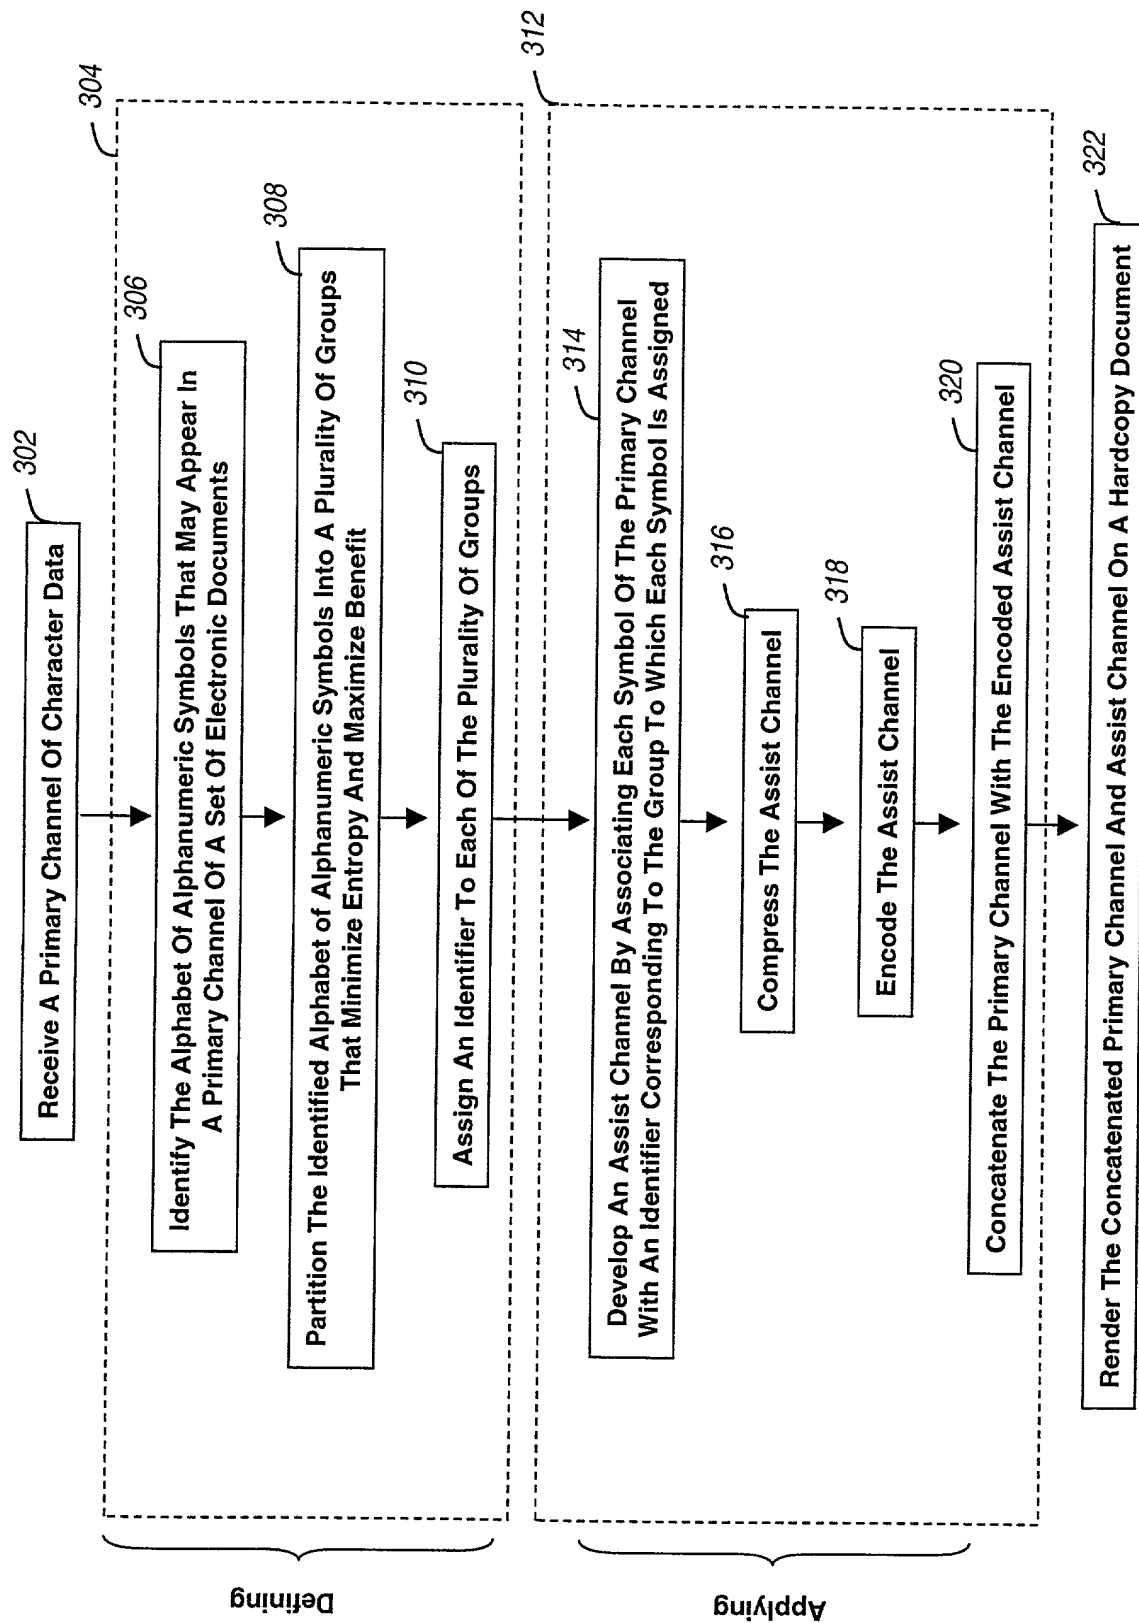 Receive A Primary Channel Of Character Data
302
304
Defining
Identify The Alphabet Of Alphanumeric Symbols That May Appear In
A Primary Channel Of A Set Of Electronic Documents
306
Partition The Identified Alphabet of Alphanumeric Symbols Into A Plurality Of Groups
That Minimize Entropy And Maximize Benefit
308
Assign An Identifier To Each Of The Plurality Of Groups
310
312
Applying
Develop An Assist Channel By Associating Each Symbol Of The Primary Channel
With An Identifier Corresponding To The Group To Which Each Symbol Is Assigned
314
Compress The Assist Channel
316
Encode The Assist Channel
318
Concatenate The Primary Channel With The Encoded Assist Channel
320
Render The Concatenated Primary Channel And Assist Channel On A Hardcopy Document
322